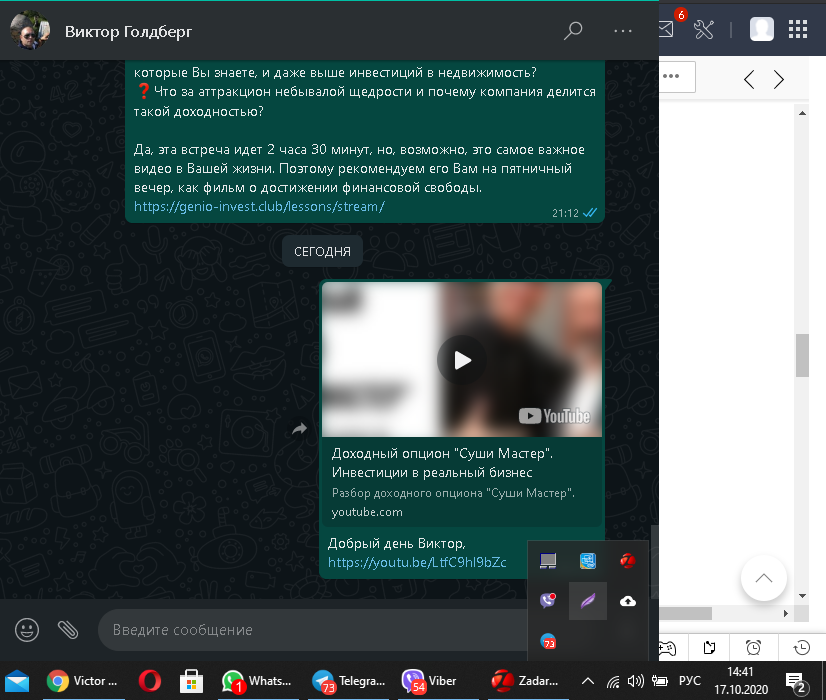 Виктор Голдберг
6
которые Вы знаете, и даже выше инвестиций в недвижимость?
❓Что за аттракцион небывалой щедрости и почему компания делится
такой доходностью?
Да, эта встреча идет 2 часа 30 минут, но, возможно, это самое важное
видео в Вашей жизни. Поэтому рекомендуем его Вам на пятничный
вечер, как фильм о достижении финансовой свободы.
https://genio-invest.club/lessons/stream/
21:12
СЕГОДНЯ
YouTube
Доходный опцион "Суши Мастер".
Инвестиции в реальный бизнес
Разбор доходного опциона "Суши Мастер".
youtube.com
Добрый день Виктор,
https://youtu.be/LtfC9hI9bZc
73
Введите сообщение
Victor ...
1
Whats...
73
Telegra...
54
Viber
Zadar...
РУС
14:41
17.10.2020
2